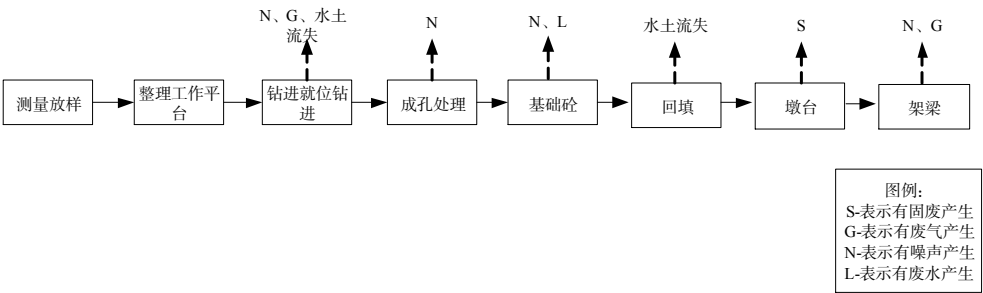 N、G、水土
流失
N
N、L
水土流失
S
N、G
测量放样
整理工作平
台
钻进就位钻
进
成孔处理
基础砼
回填
墩台
架梁
图例：
S-表示有固废产生
G-表示有废气产生
N-表示有噪声产生
L-表示有废水产生